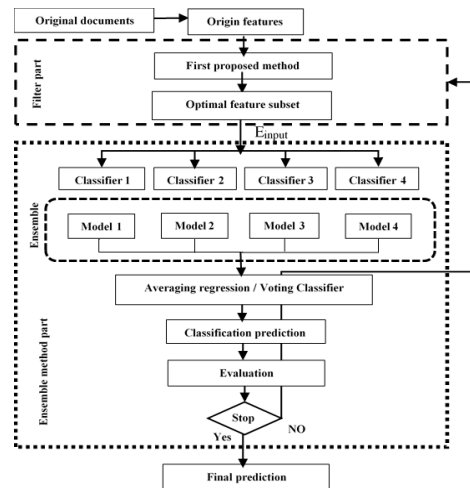 Original documents
Origin features
Filter part
First proposed method
Optimal feature subset
Einput
Classifier 1
Classifier 2
Classifier 3
Classifier 4
Ensemble
Model 1
Model 2
Model 3
Model 4
Ensemble method part
Averaging regression / Voting Classifier
Classification prediction
Evaluation
Stop
Yes
NO
Final prediction